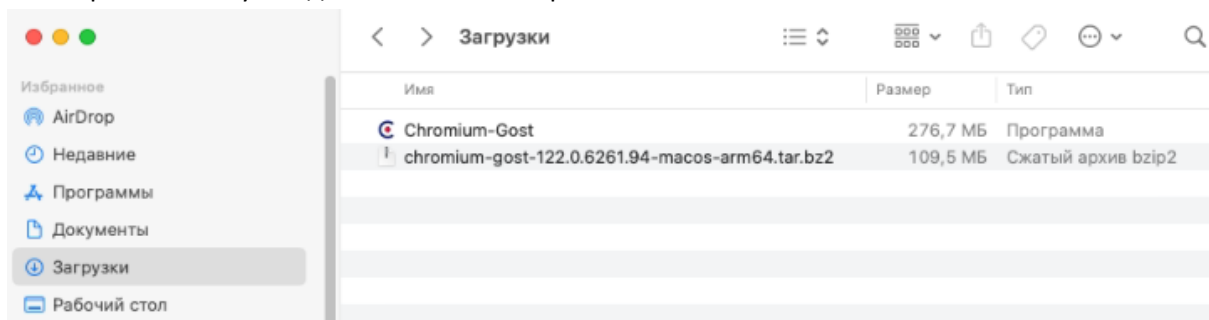 Загрузки
Избранное
AirDrop
Недавние
Программы
Документы
Загрузки
Рабочий стол
Имя Размер Тип
Chromium-Gost 276,7 МБ Программа
chromium-gost-122.0.6261.94-macos-arm64.tar.bz2 109,5 МБ Сжатый архив bzip2